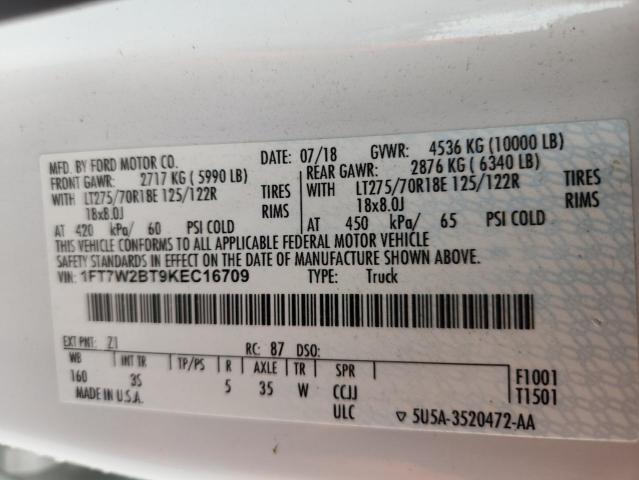 MFD. BY FORD MOTOR CO. DATE: 07/18 GVWR: 4536 KG (10000 LB)
FRONT GAWR: 2717 KG (5990 LB) REAR GAWR: 2876 KG (6340 LB)
WITH LT275/70R18E 125/122R TIRES WITH LT275/70R18E 125/122R TIRES
18x8.0J RIMS 18x8.0J RIMS
AT 420 kPa/ 60 PSI COLD AT 450 kPa/ 65 PSI COLD
THIS VEHICLE CONFORMS TO ALL APPLICABLE FEDERAL MOTOR VEHICLE
SAFETY STANDARDS IN EFFECT ON THE DATE OF MANUFACTURE SHOWN ABOVE
VIN: 1FT7W2BT9KEC16709 TYPE: Truck
EXT PNT: Z1 RC: 87 DSO:
WB INT TR TP/PS R AXLE TR SPR
160 3S 5 35 W CCJJ F1001
MADE IN U.S.A. ULC T1501
5U5A-3520472-AA